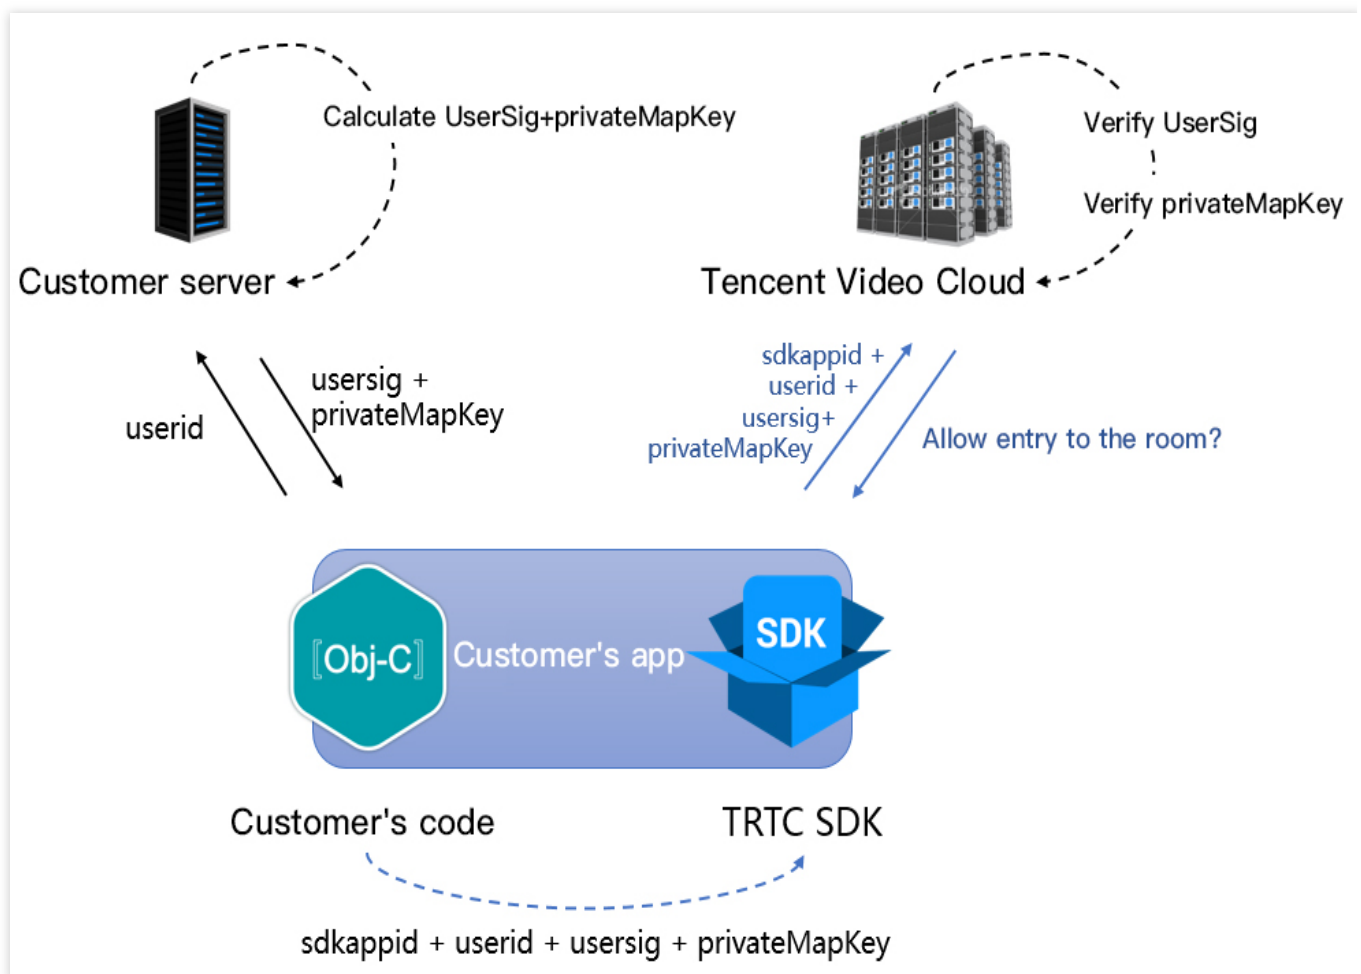 Calculate UserSig+privateMapKey
Verify UserSig
Verify privateMapKey
Customer server
Tencent Video Cloud
userid
usersig +
privateMapKey
sdkappid +
userid +
usersig+
privateMapKey
Allow entry to the room?
[Obj-C]
Customer's app
SDK
Customer's code
TRTC SDK
sdkappid + userid + usersig + privateMapKey